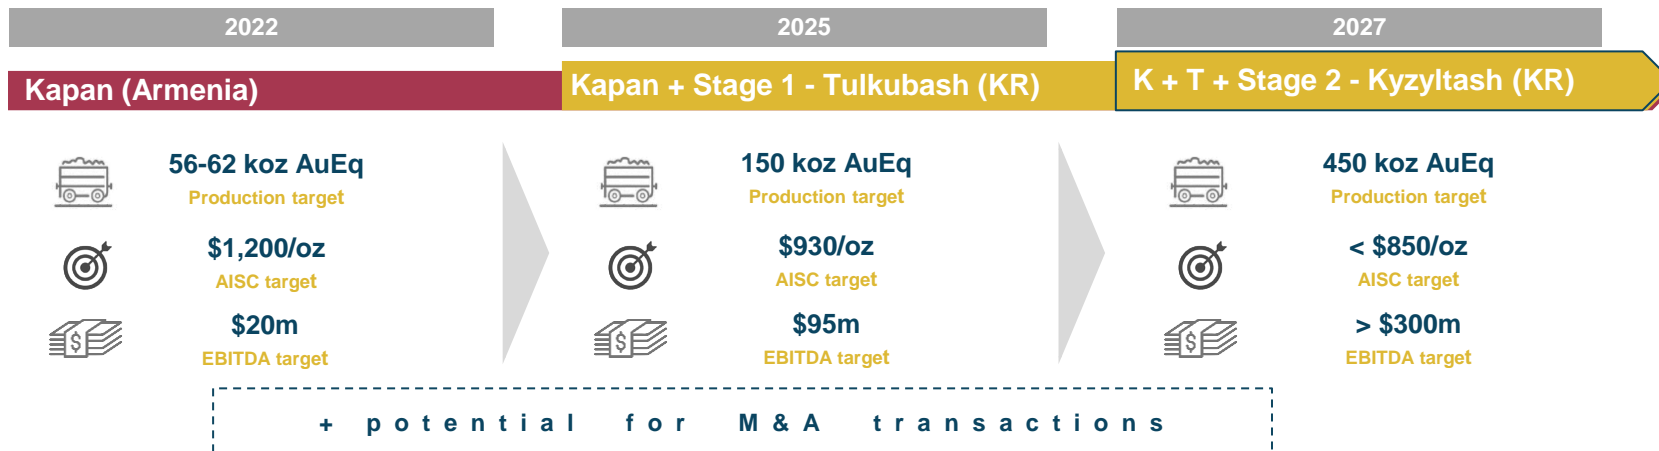 2022
2025
2027
Kapan (Armenia)
Kapan + Stage 1 - Tulkubash (KR)
K + T + Stage 2 - Kyzyltash (KR)
56-62 koz AuEq
Production target
150 koz AuEq
Production target
450 koz AuEq
Production target
$1,200/oz
AISC target
$930/oz
AISC target
< $850/oz
AISC target
$20m
EBITDA target
$95m
EBITDA target
> $300m
EBITDA target
+ potential for M&A transactions